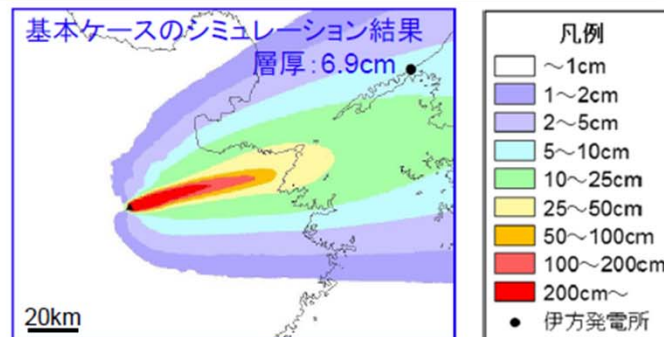 基本ケースのシミュレーション結果
層厚:6.9cm
20km
凡例
～1cm
1～2cm
2～5cm
5～10cm
10～25cm
25～50cm
50～100cm
100～200cm
200cm～
伊方発電所